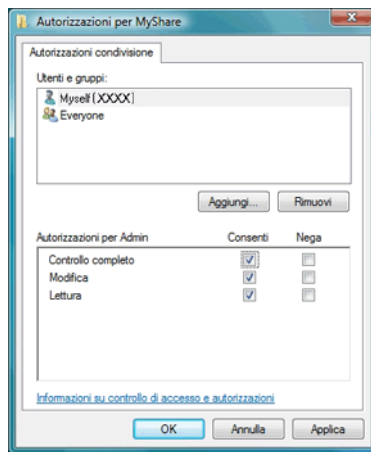 Autorizzazioni per MyShare
Autorizzazioni condivisione
Utenti e gruppi:
Myself (XXXX)
Everyone
Aggiungi... Rimuovi
Autorizzazioni per Admin Consenti Nega
Controllo completo
Modifica
Lettura
Informazioni su controllo di accesso e autorizzazioni
OK Annulla Applica